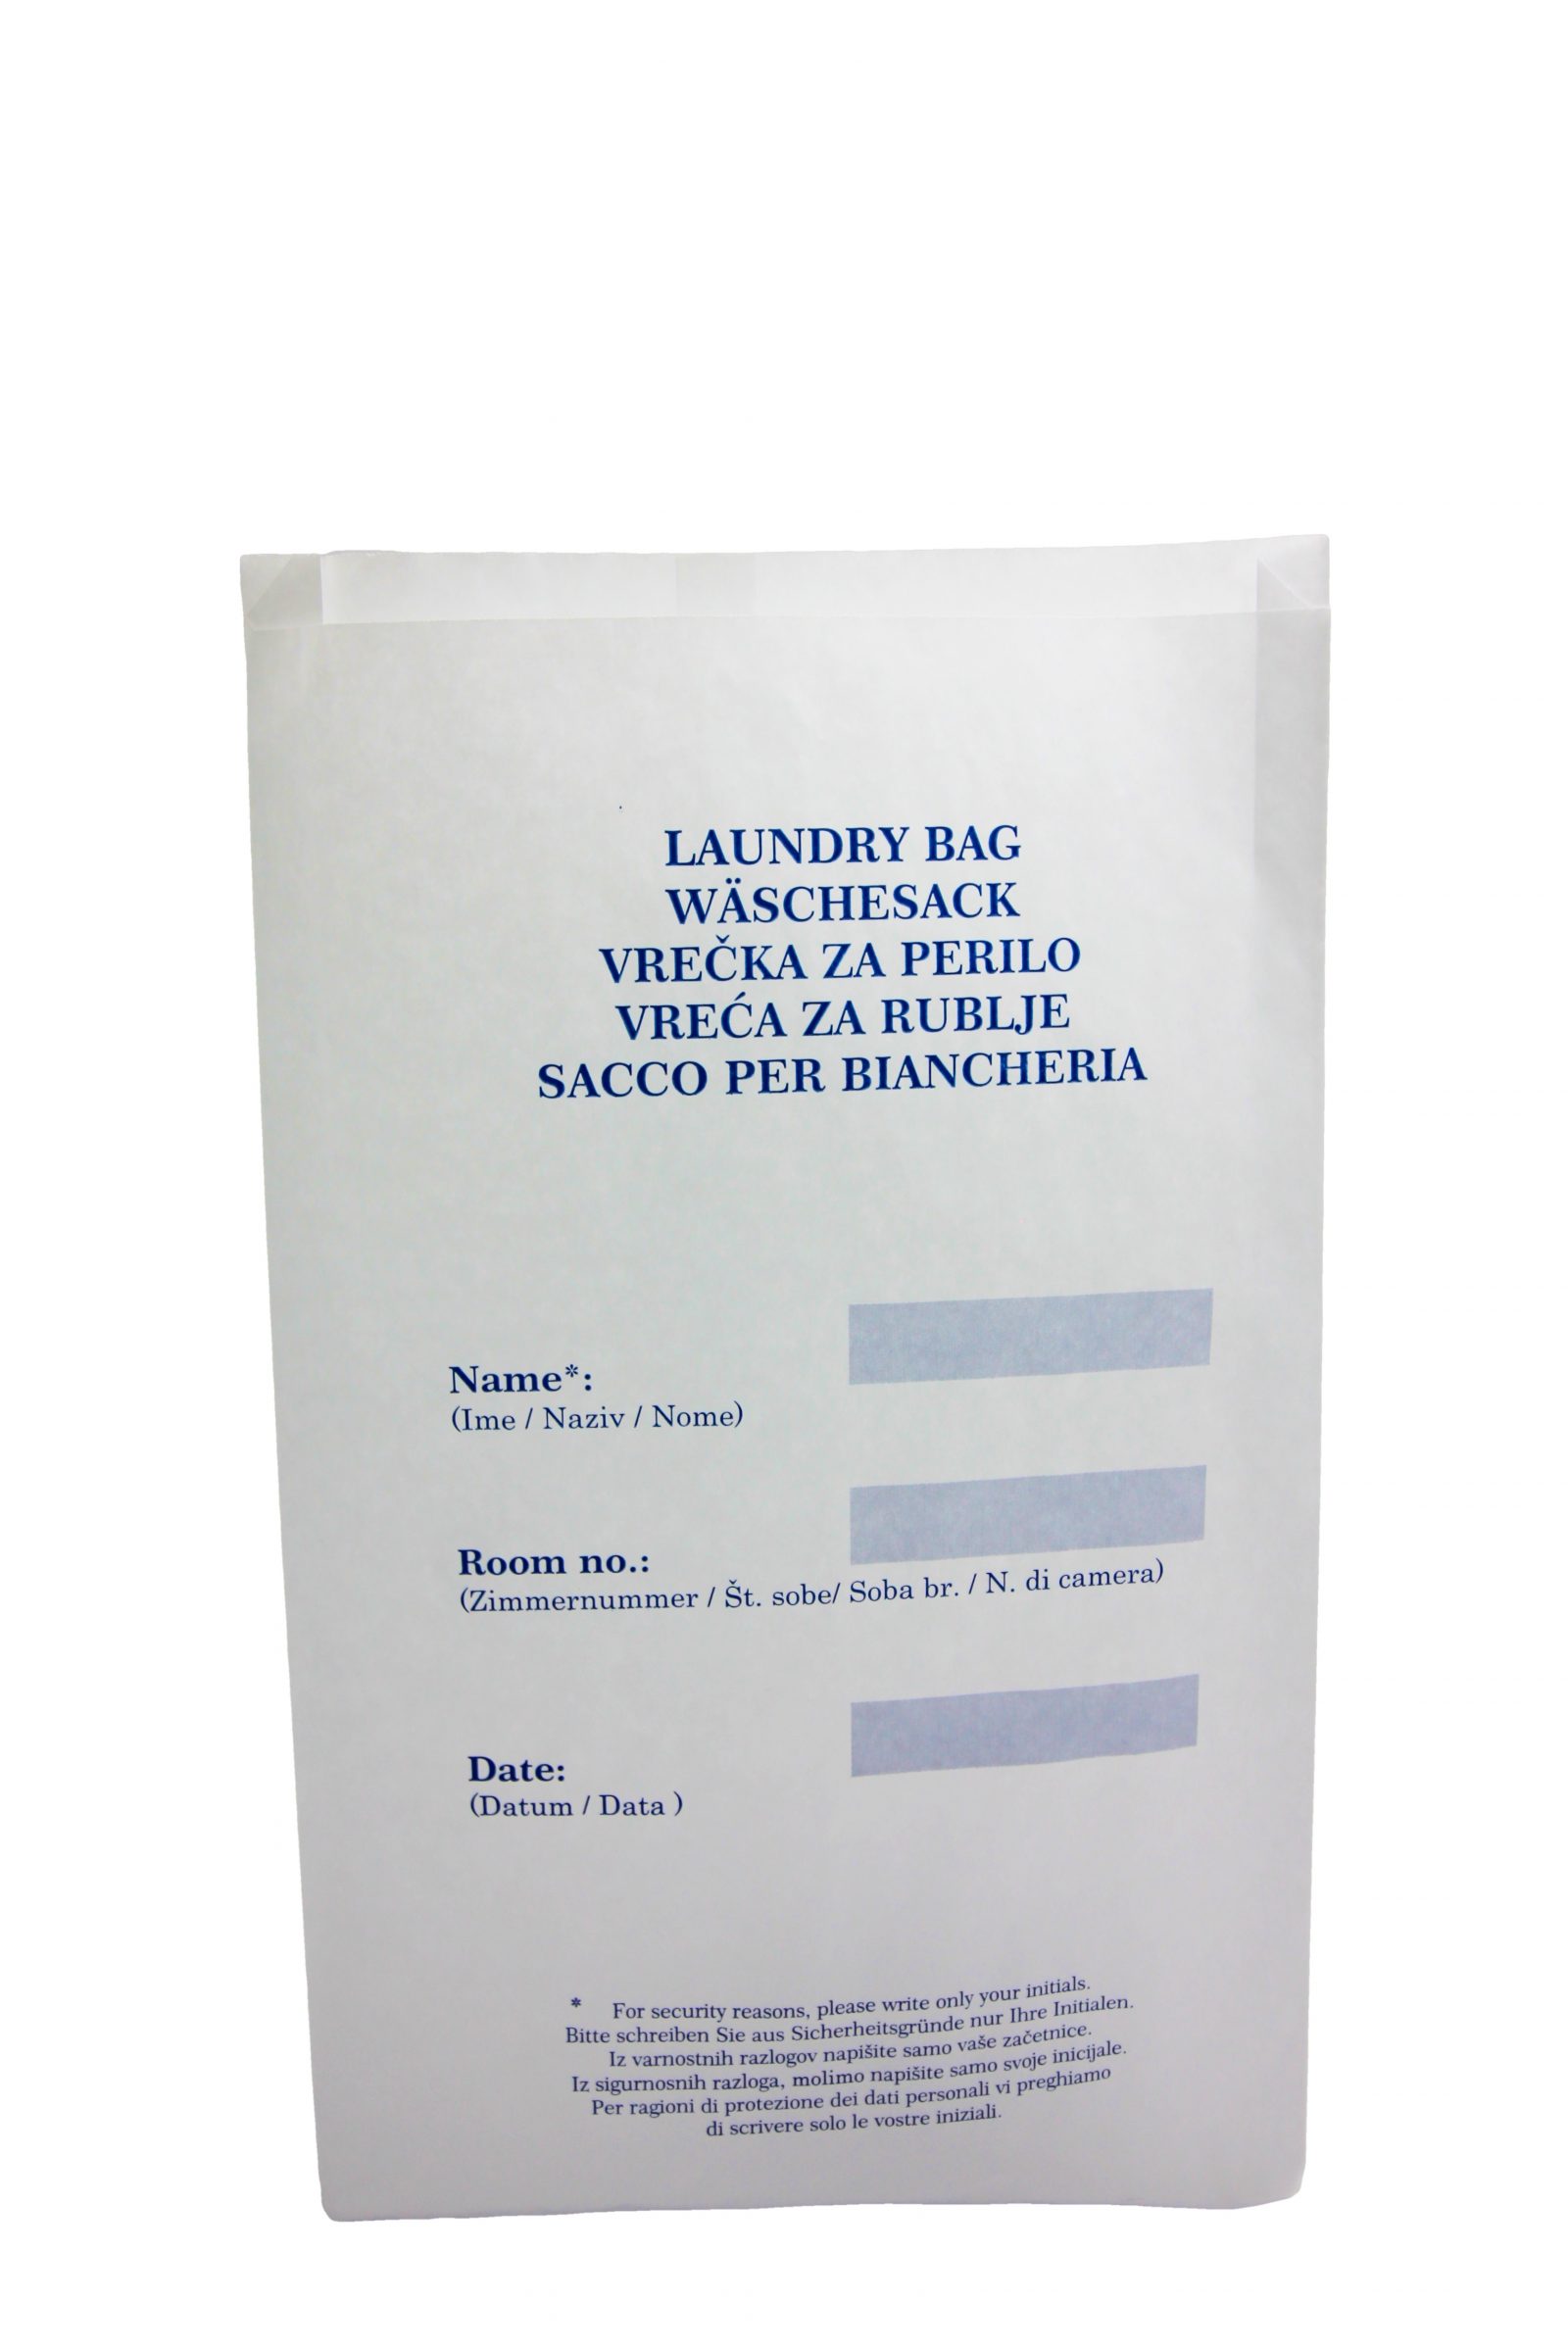 LAUNDRY BAG
WÄSCHESACK
VREČKA ZA PERILO
VREĆA ZA RUBLJE
SACCO PER BIANCHERIA
Name*:
(Ime / Naziv / Nome)
Room no.:
(Zimmernummer / Št. sobe/ Soba br. / N. di camera)
Date:
(Datum / Data )
* For security reasons, please write only your initials.
Bitte schreiben Sie aus Sicherheitsgründe nur Ihre Initialen.
Iz varnostnih razlogov napišite samo vaše začetnice.
Iz sigurnosnih razloga, molimo napišite samo svoje inicijale.
Per ragioni di protezione dei dati personali vi preghiamo
di scrivere solo le vostre iniziali.